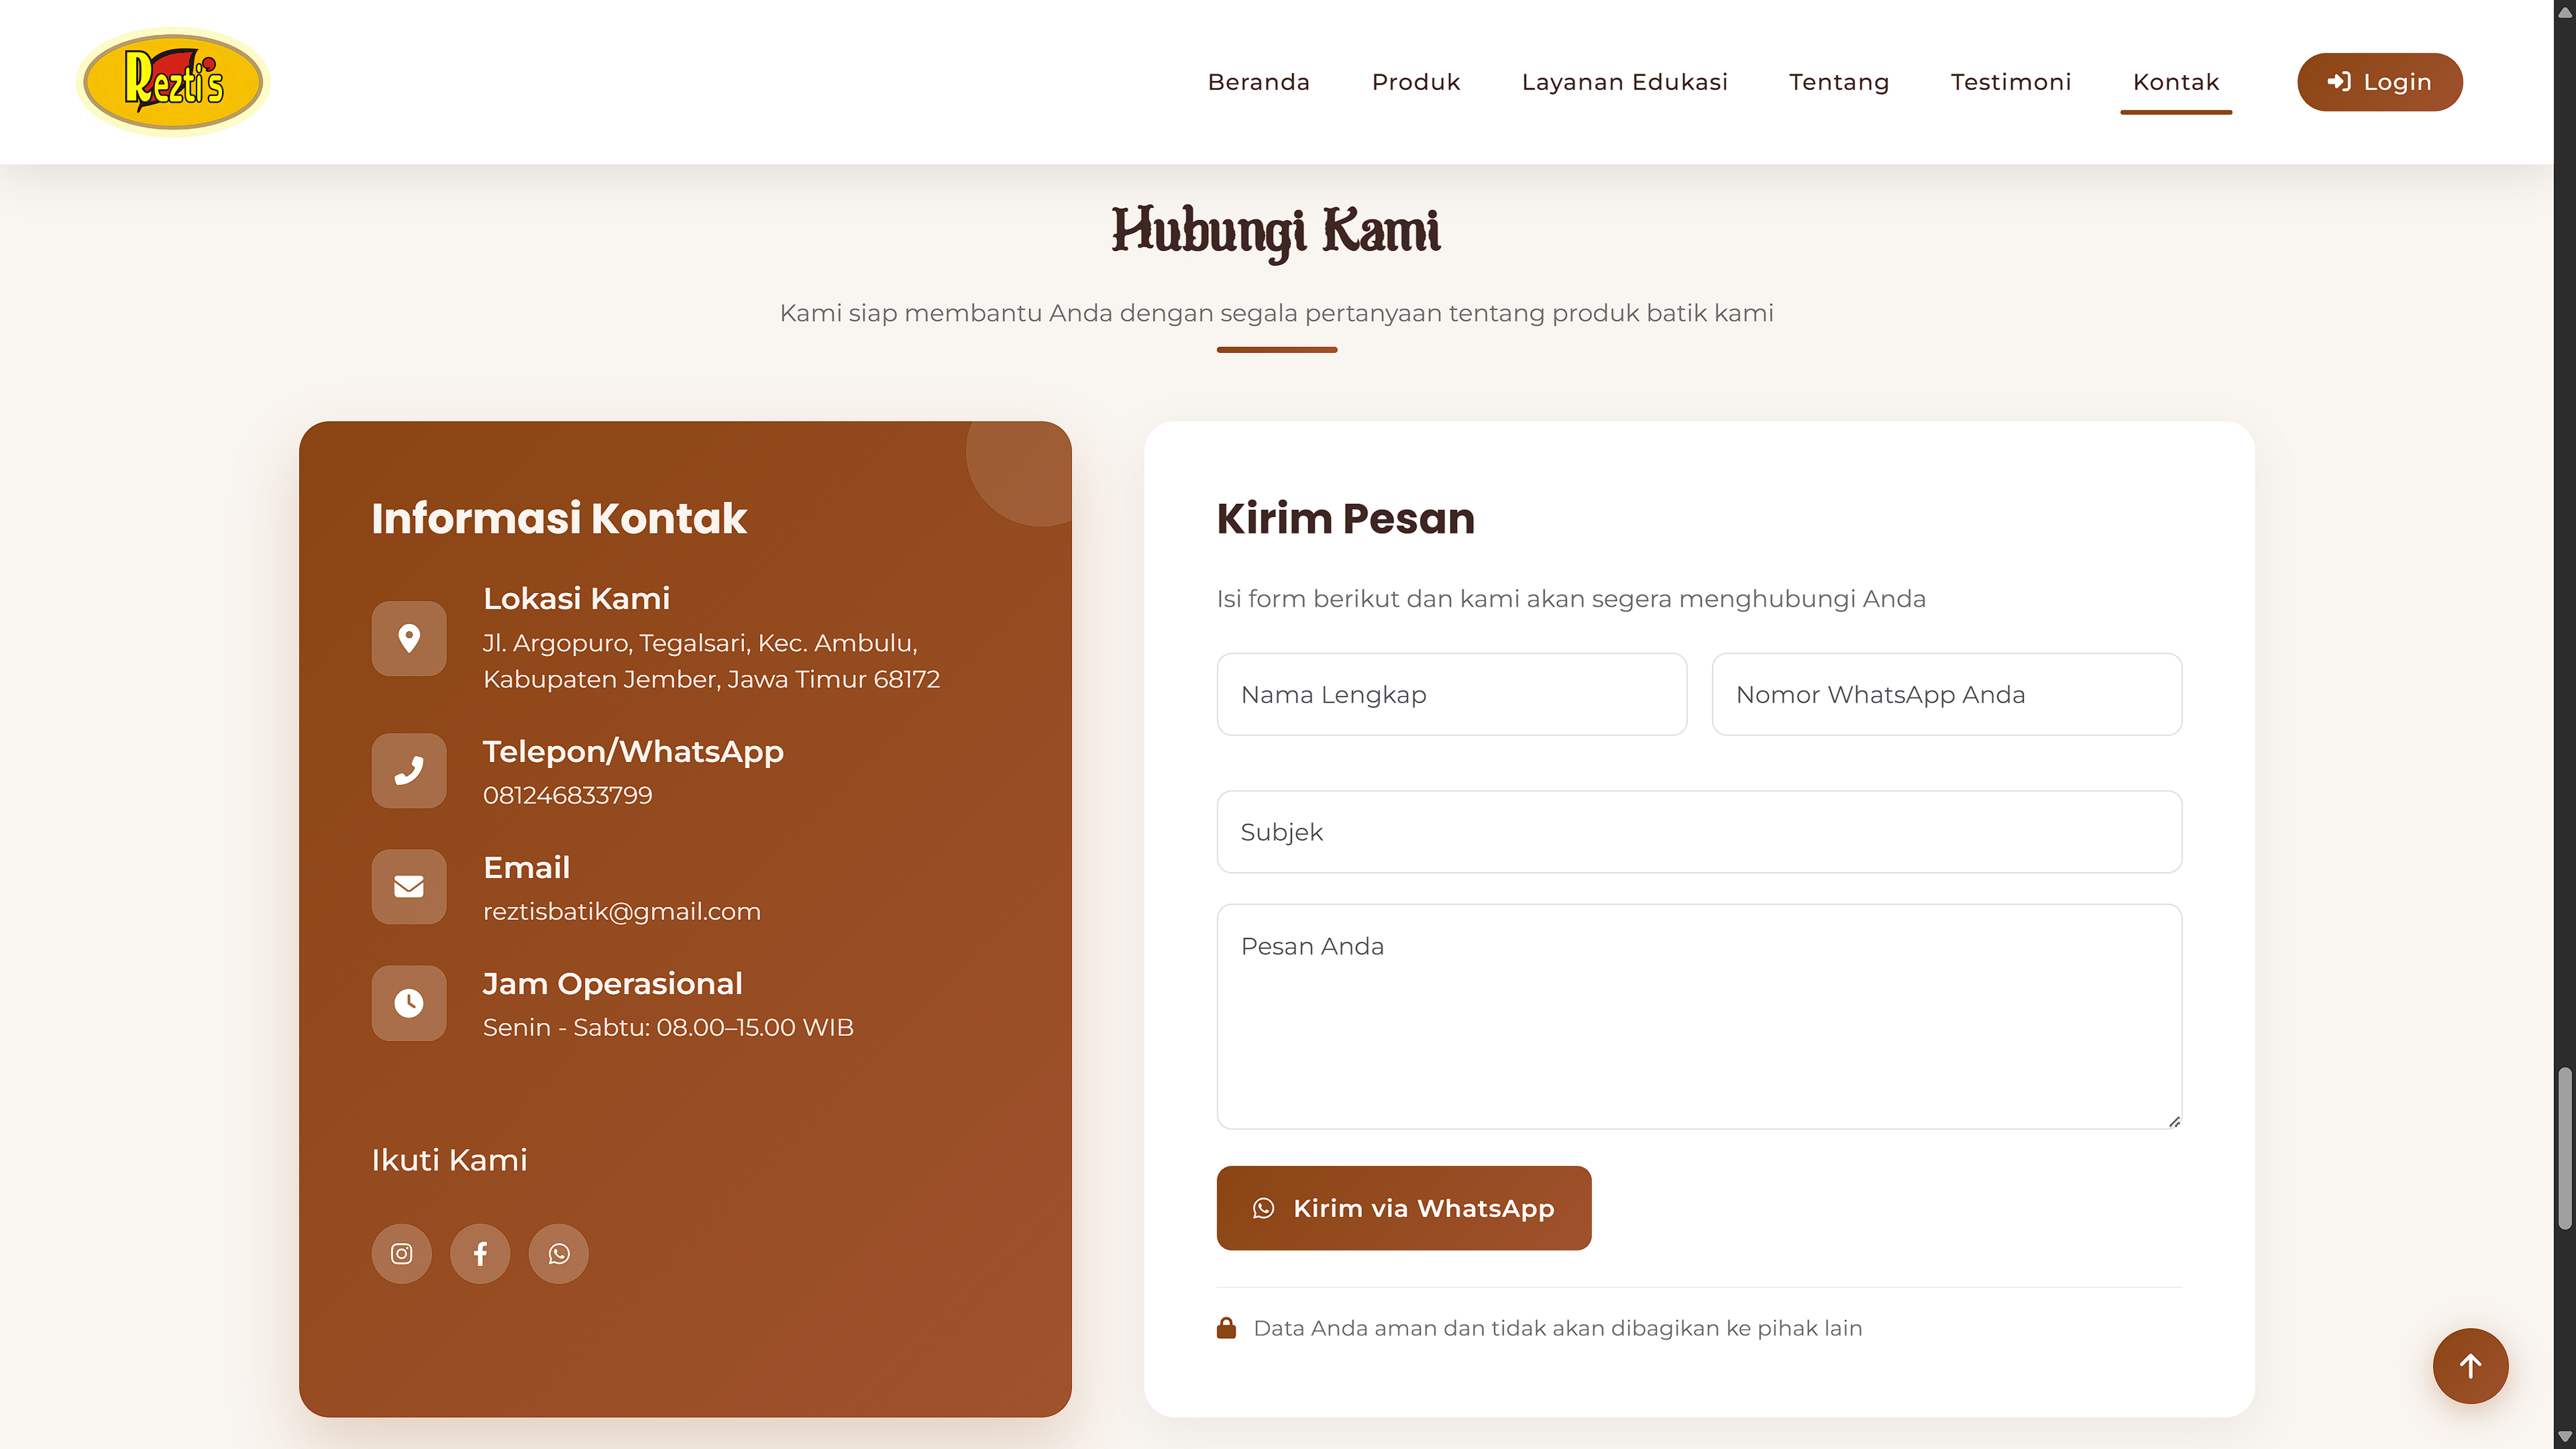 Rezti's
Beranda
Produk
Layanan Edukasi
Tentang
Testimoni
Kontak
Login
Hubungi Kami
Kami siap membantu Anda dengan segala pertanyaan tentang produk batik kami
Informasi Kontak
Lokasi Kami
Jl. Argopuro, Tegalsari, Kec. Ambulu,
Kabupaten Jember, Jawa Timur 68172
Telepon/WhatsApp
081246833799
Email
reztisbatik@gmail.com
Jam Operasional
Senin - Sabtu: 08.00–15.00 WIB
Ikuti Kami
Kirim Pesan
Isi form berikut dan kami akan segera menghubungi Anda
Nama Lengkap
Nomor WhatsApp Anda
Subjek
Pesan Anda
Kirim via WhatsApp
Data Anda aman dan tidak akan dibagikan ke pihak lain